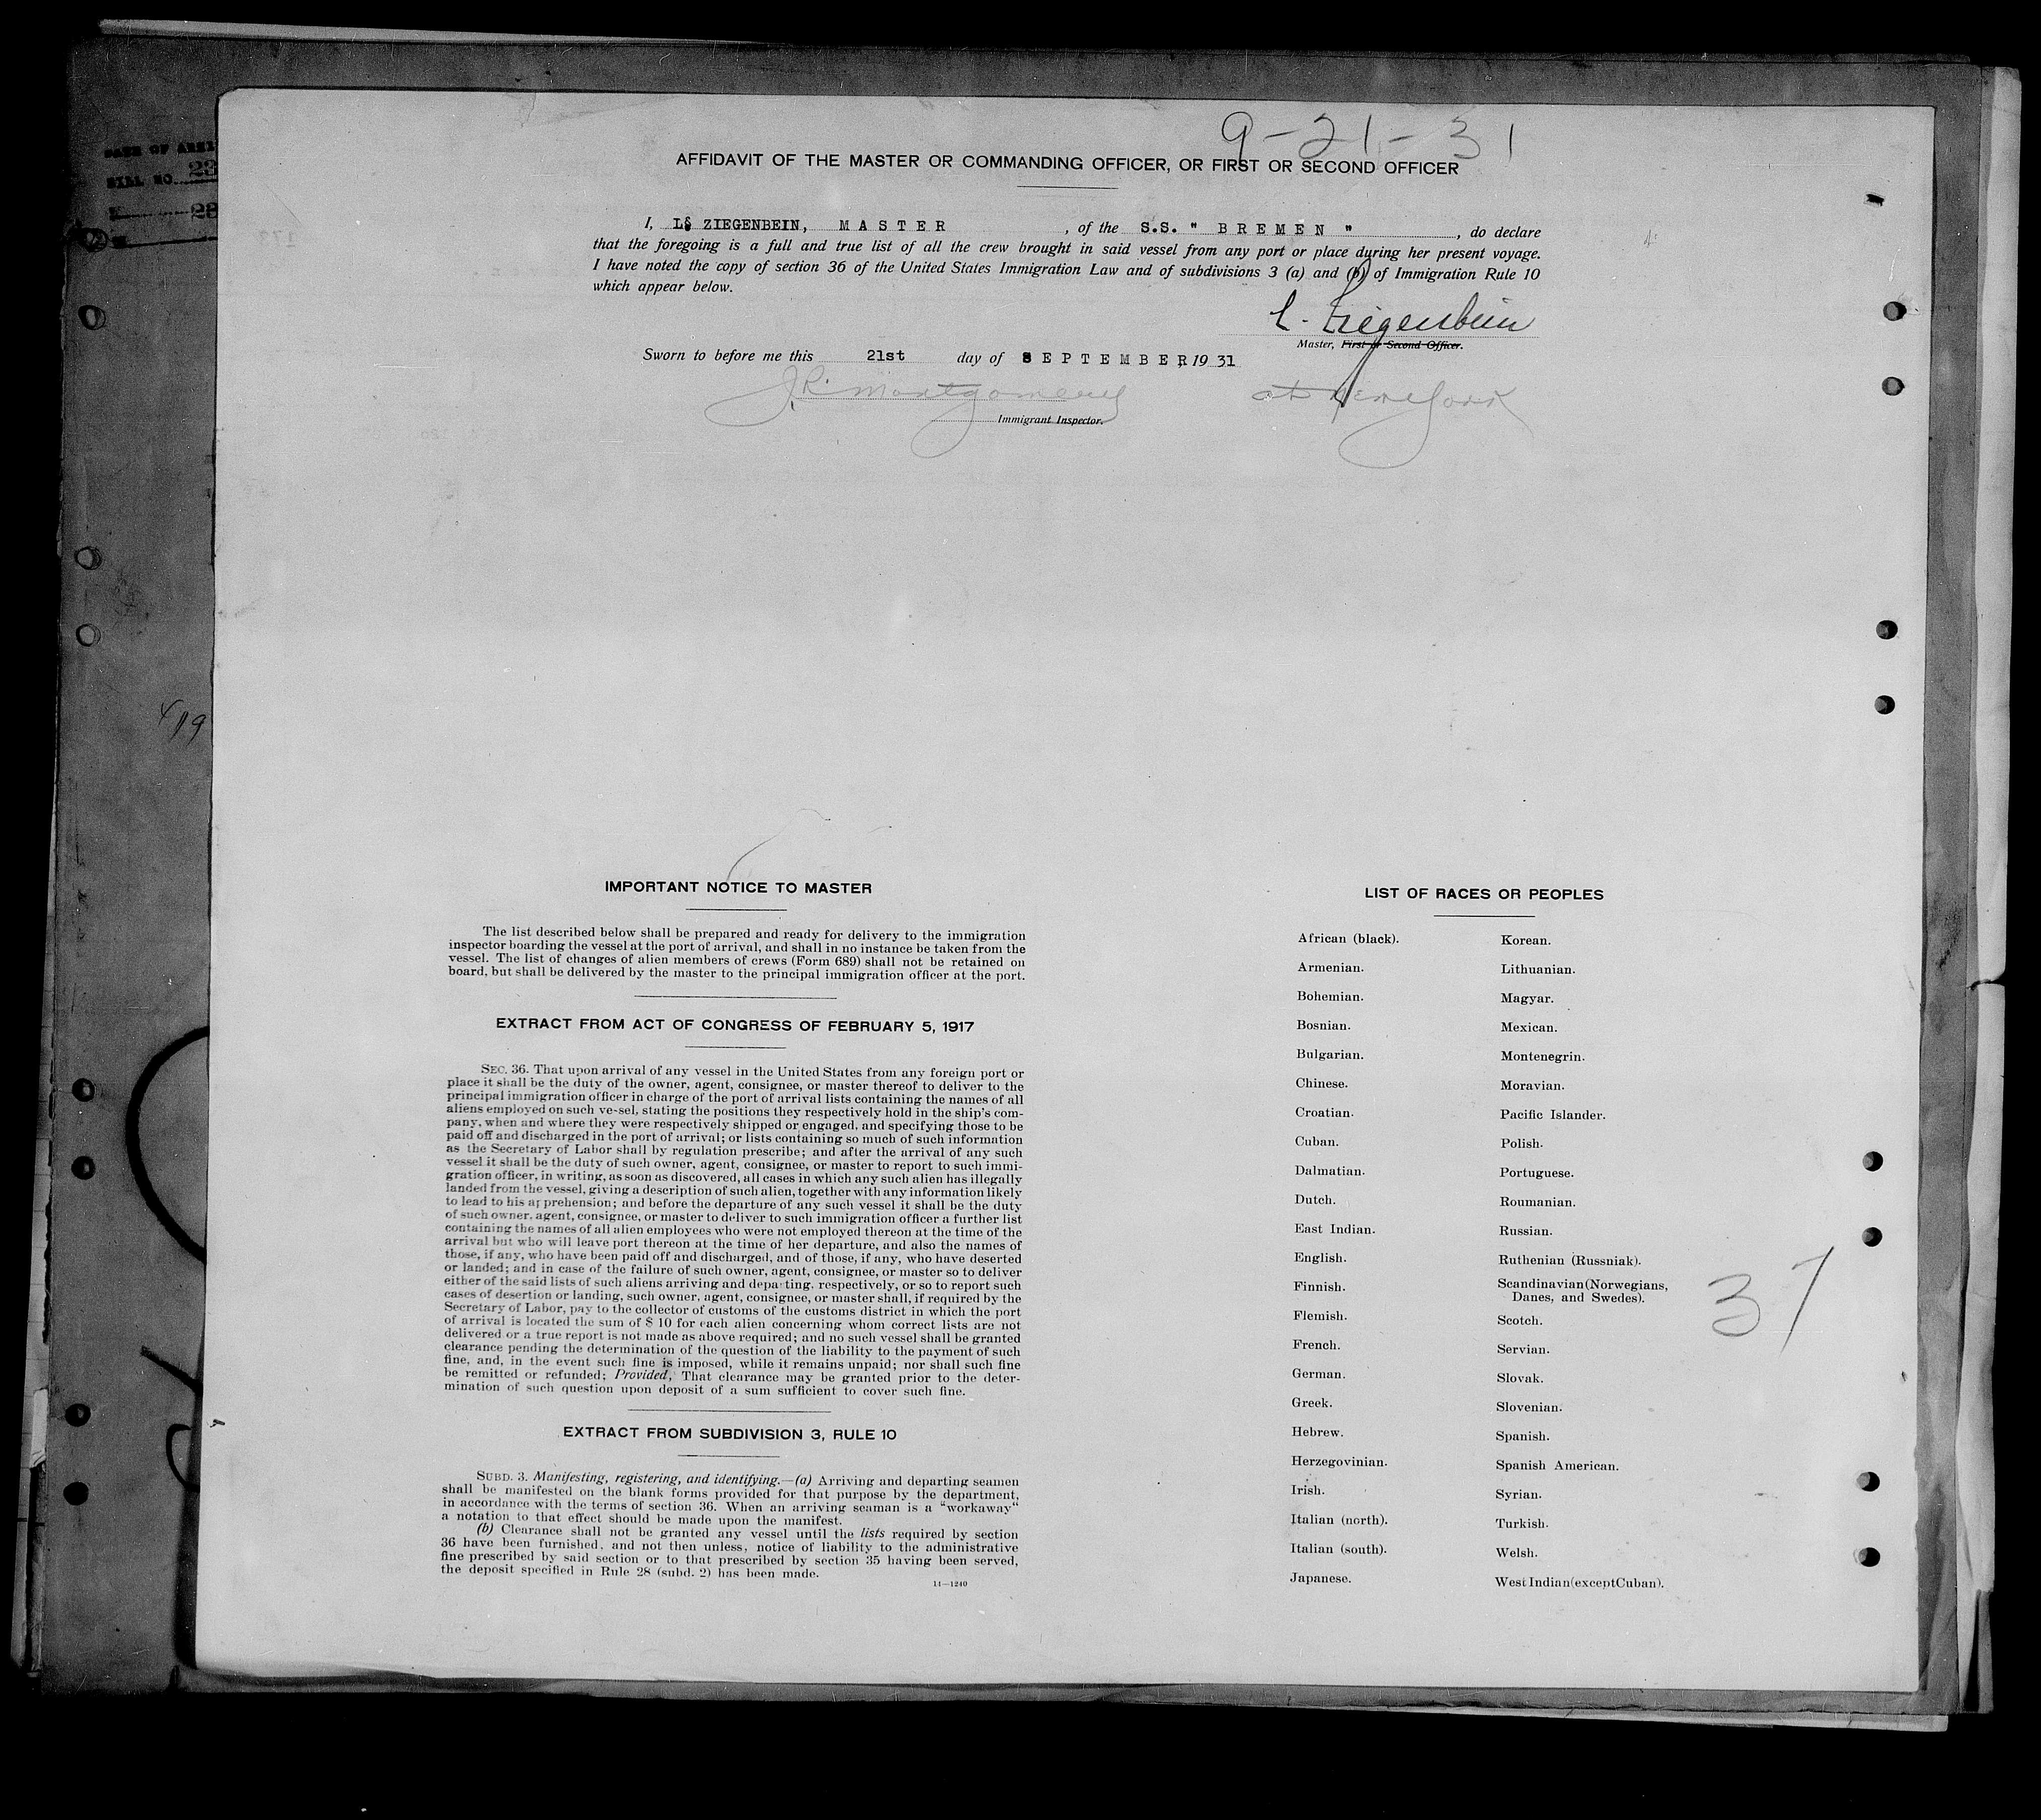 9-21-31
AFFIDAVIT OF THE MASTER OR COMMANDING OFFICER, OR FIRST OR SECOND OFFICER
I, L§ ZIEGENBEIN, MASTER, of the S.S. " BREMEN ", do declare
that the foregoing is a full and true list of all the crew brought in said vessel from any port or place during her present voyage.
I have noted the copy of section 36 of the United States Immigration Law and of subdivisions 3 (a) and (b) of Immigration Rule 10
which appear below.
L. Ziegenbein
Master, First or Second Officer.
Sworn to before me this 21st day of SEPTEMBER, 1931
J.R. Montgomery at New York
Immigrant Inspector.
IMPORTANT NOTICE TO MASTER
The list described below shall be prepared and ready for delivery to the immigration
inspector boarding the vessel at the port of arrival, and shall in no instance be taken from the
vessel. The list of changes of alien members of crews (Form 689) shall not be retained on
board, but shall be delivered by the master to the principal immigration officer at the port.
EXTRACT FROM ACT OF CONGRESS OF FEBRUARY 5, 1917
SEC. 36. That upon arrival of any vessel in the United States from any foreign port or
place it shall be the duty of the owner, agent, consignee, or master thereof to deliver to the
principal immigration officer in charge of the port of arrival lists containing the names of all
aliens employed on such ve-sel, stating the positions they respectively hold in the ship's com-
pany, when and where they were respectively shipped or engaged, and specifying those to be
paid off and discharged in the port of arrival; or lists containing so much of such information
as the Secretary of Labor shall by regulation prescribe; and after the arrival of any such
vessel it shall be the duty of such owner, agent, consignee, or master to report to such immi-
gration officer, in writing, as soon as discovered, all cases in which any such alien has illegally
landed from the vessel, giving a description of such alien, together with any information likely
to lead to his apprehension; and before the departure of any such vessel it shall be the duty
of such owner, agent, consignee, or master to deliver to such immigration officer a further list
containing the names of all alien employees who were not employed thereon at the time of the
arrival but who will leave port thereon at the time of her departure, and also the names of
those, if any, who have been paid off and discharged, and of those, if any, who have deserted
or landed; and in case of the failure of such owner, agent, consignee, or master so to deliver
either of the said lists of such aliens arriving and departing, respectively, or so to report such
cases of desertion or landing, such owner, agent, consignee, or master shall, if required by the
Secretary of Labor, pay to the collector of customs of the customs district in which the port
of arrival is located the sum of $ 10 for each alien concerning whom correct lists are not
delivered or a true report is not made as above required; and no such vessel shall be granted
clearance pending the determination of the question of the liability to the payment of such
fine, and, in the event such fine is imposed, while it remains unpaid; nor shall such fine
be remitted or refunded; Provided, That clearance may be granted prior to the deter-
mination of such question upon deposit of a sum sufficient to cover such fine.
EXTRACT FROM SUBDIVISION 3, RULE 10
SUBD. 3. Manifesting, registering, and identifying.—(a) Arriving and departing seamen
shall be manifested on the blank forms provided for that purpose by the department,
in accordance with the terms of section 36. When an arriving seaman is a "workaway"
a notation to that effect should be made upon the manifest.
(b) Clearance shall not be granted any vessel until the lists required by section
36 have been furnished, and not then unless, notice of liability to the administrative
fine prescribed by said section or to that prescribed by section 35 having been served,
the deposit specified in Rule 28 (subd. 2) has been made.
14—1240
LIST OF RACES OR PEOPLES
African (black).
Armenian.
Bohemian.
Bosnian.
Bulgarian.
Chinese.
Croatian.
Cuban.
Dalmatian.
Dutch.
East Indian.
English.
Finnish.
Flemish.
French.
German.
Greek.
Hebrew.
Herzegovinian.
Irish.
Italian (north).
Italian (south).
Japanese.
Korean.
Lithuanian.
Magyar.
Mexican.
Montenegrin.
Moravian.
Pacific Islander.
Polish.
Portuguese.
Roumanian.
Russian.
Ruthenian (Russniak).
Scandinavian (Norwegians,
Danes, and Swedes).
Scotch.
Servian.
Slovak.
Slovenian.
Spanish.
Spanish American.
Syrian.
Turkish.
Welsh.
West Indian (except Cuban).
37